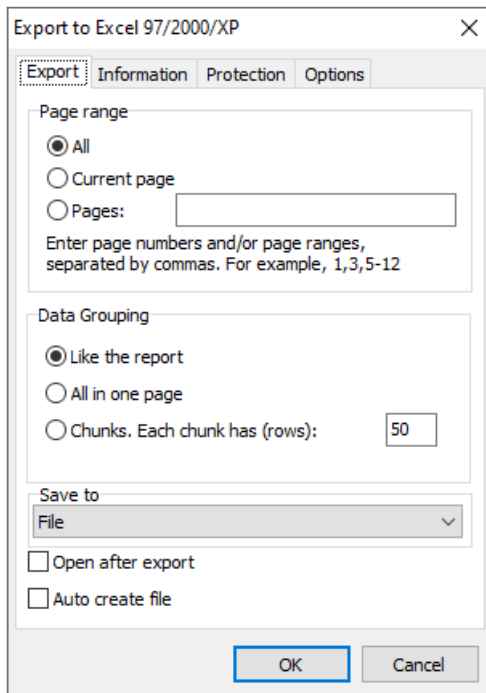 Export to Excel 97/2000/XP
Export
Information
Protection
Options
Page range
All
Current page
Pages:
Enter page numbers and/or page ranges,
separated by commas. For example, 1,3,5-12
Data Grouping
Like the report
All in one page
Chunks. Each chunk has (rows):
50
Save to
File
Open after export
Auto create file
OK
Cancel